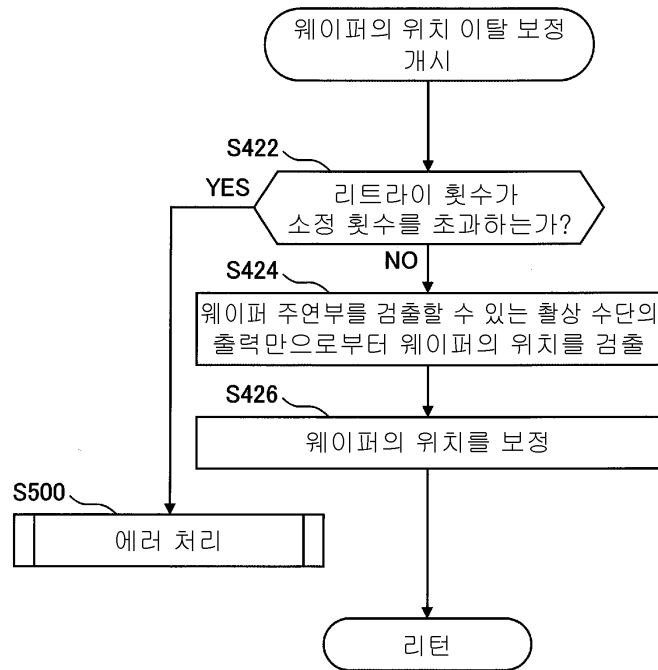 웨이퍼의 위치 이탈 보정
개시
S422
YES
리트라이 횟수가
소정 횟수를 초과하는가?
NO
S424
웨이퍼 주연부를 검출할 수 있는 촬상 수단의
출력만으로부터 웨이퍼의 위치를 검출
S426
웨이퍼의 위치를 보정
S500
에러 처리
리턴